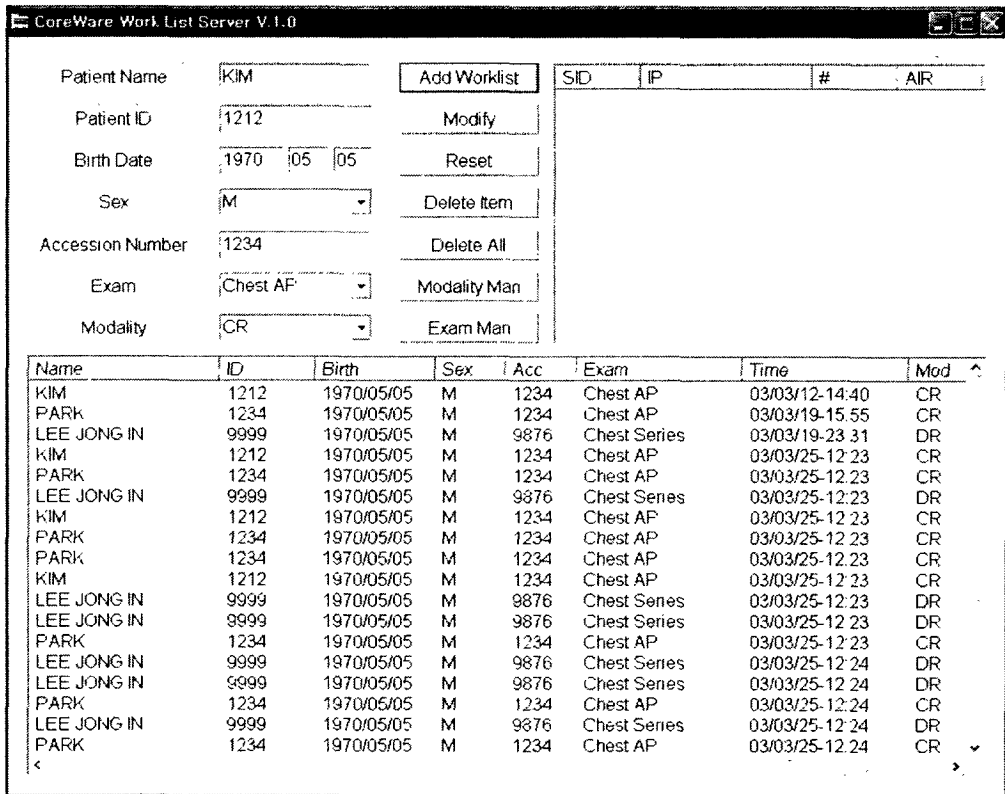 CoreWare Work List Server V.1.0
Patient Name KIM Add Worklist SID IP # AIR
Patient ID 1212 Modify
Birth Date 1970 05 05 Reset
Sex M Delete Item
Accession Number 1234 Delete All
Exam Chest AP Modality Man
Modality CR Exam Man
Name ID Birth Sex Acc Exam Time Mod
KIM 1212 1970/05/05 M 1234 Chest AP 03/03/12-14:40 CR
PARK 1234 1970/05/05 M 1234 Chest AP 03/03/19-15:55 CR
LEE JONG IN 9999 1970/05/05 M 9876 Chest Series 03/03/19-23:31 DR
KIM 1212 1970/05/05 M 1234 Chest AP 03/03/25-12:23 CR
PARK 1234 1970/05/05 M 1234 Chest AP 03/03/25-12:23 CR
LEE JONG IN 9999 1970/05/05 M 9876 Chest Series 03/03/25-12:23 DR
KIM 1212 1970/05/05 M 1234 Chest AP 03/03/25-12:23 CR
PARK 1234 1970/05/05 M 1234 Chest AP 03/03/25-12:23 CR
PARK 1234 1970/05/05 M 1234 Chest AP 03/03/25-12:23 CR
KIM 1212 1970/05/05 M 1234 Chest AP 03/03/25-12:23 CR
LEE JONG IN 9999 1970/05/05 M 9876 Chest Series 03/03/25-12:23 DR
LEE JONG IN 9999 1970/05/05 M 9876 Chest Series 03/03/25-12:23 DR
PARK 1234 1970/05/05 M 1234 Chest AP 03/03/25-12:23 CR
LEE JONG IN 9999 1970/05/05 M 9876 Chest Series 03/03/25-12:24 DR
LEE JONG IN 9999 1970/05/05 M 9876 Chest Series 03/03/25-12:24 DR
PARK 1234 1970/05/05 M 1234 Chest AP 03/03/25-12:24 CR
LEE JONG IN 9999 1970/05/05 M 9876 Chest Series 03/03/25-12:24 DR
PARK 1234 1970/05/05 M 1234 Chest AP 03/03/25-12:24 CR